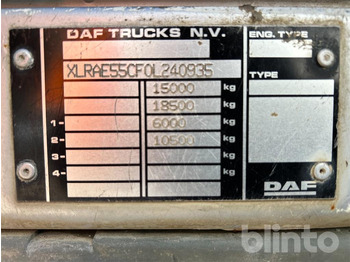 DAF TRUCKS N.V.
ENG. TYPE
XLRAE55CF0L240935
TYPE
15000 kg
18500 kg
1- 6000 kg
2- 10500 kg
3- kg
4- kg
DAF
blinto